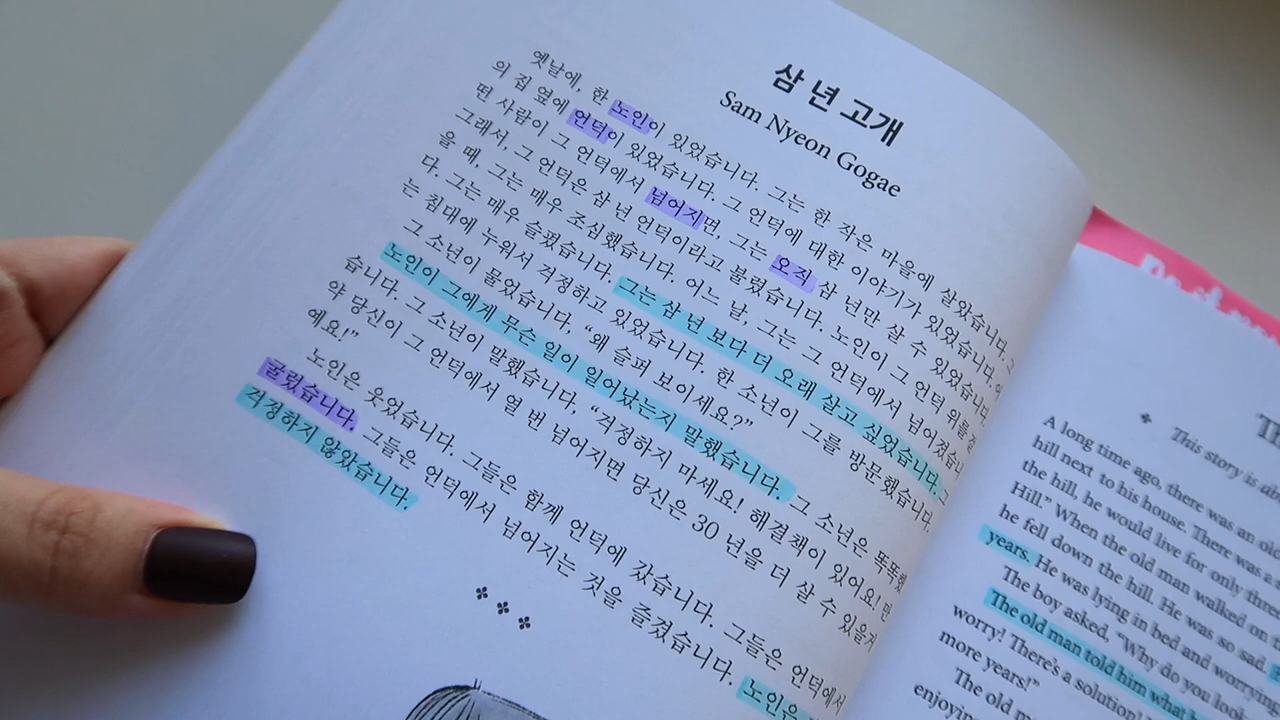 삼 년 고개
Sam Nyeon Gogae
옛날에, 한 노인이 있었습니다. 그는 한 작은 마을에 살았습니다. 그
의 집 옆에 언덕이 있었습니다. 그 언덕에 대한 이야기가 있었습니다. 어
떤 사람이 그 언덕에서 넘어지면, 그는 오직 삼 년만 살 수 있었습니다.
그래서, 그 언덕은 삼 년 언덕이라고 불렸습니다. 노인이 그 언덕 위를 걸
을 때, 그는 매우 조심했습니다. 어느 날, 그는 그 언덕에서 넘어졌습니
다. 그는 매우 슬펐습니다. 그는 삼 년 보다 더 오래 살고 싶었습니다. 그
는 침대에 누워서 걱정하고 있었습니다. 한 소년이 그를 방문했습니다.
그 소년이 물었습니다, “왜 슬퍼 보이세요?”
노인이 그에게 무슨 일이 일어났는지 말했습니다. 그 소년은 똑똑했
습니다. 그 소년이 말했습니다, “걱정하지 마세요! 해결책이 있어요! 만
약 당신이 그 언덕에서 열 번 넘어지면 당신은 30 년을 더 살 수 있을거
예요!”
노인은 웃었습니다. 그들은 함께 언덕에 갔습니다. 그들은 언덕에서
굴렀습니다. 그들은 언덕에서 넘어지는 것을 즐겼습니다. 노인은
걱정하지 않았습니다.
This story is
A long time ago, there was an old
hill next to his house. There was a
the hill, he would live for only three
Hill.” When the old man walked on
he fell down the hill. He was so sad.
years. He was lying in bed and worrying
The boy asked, “Why do you look
The old man told him what
worry! There's a solution!
more years!”
The old
enjoying